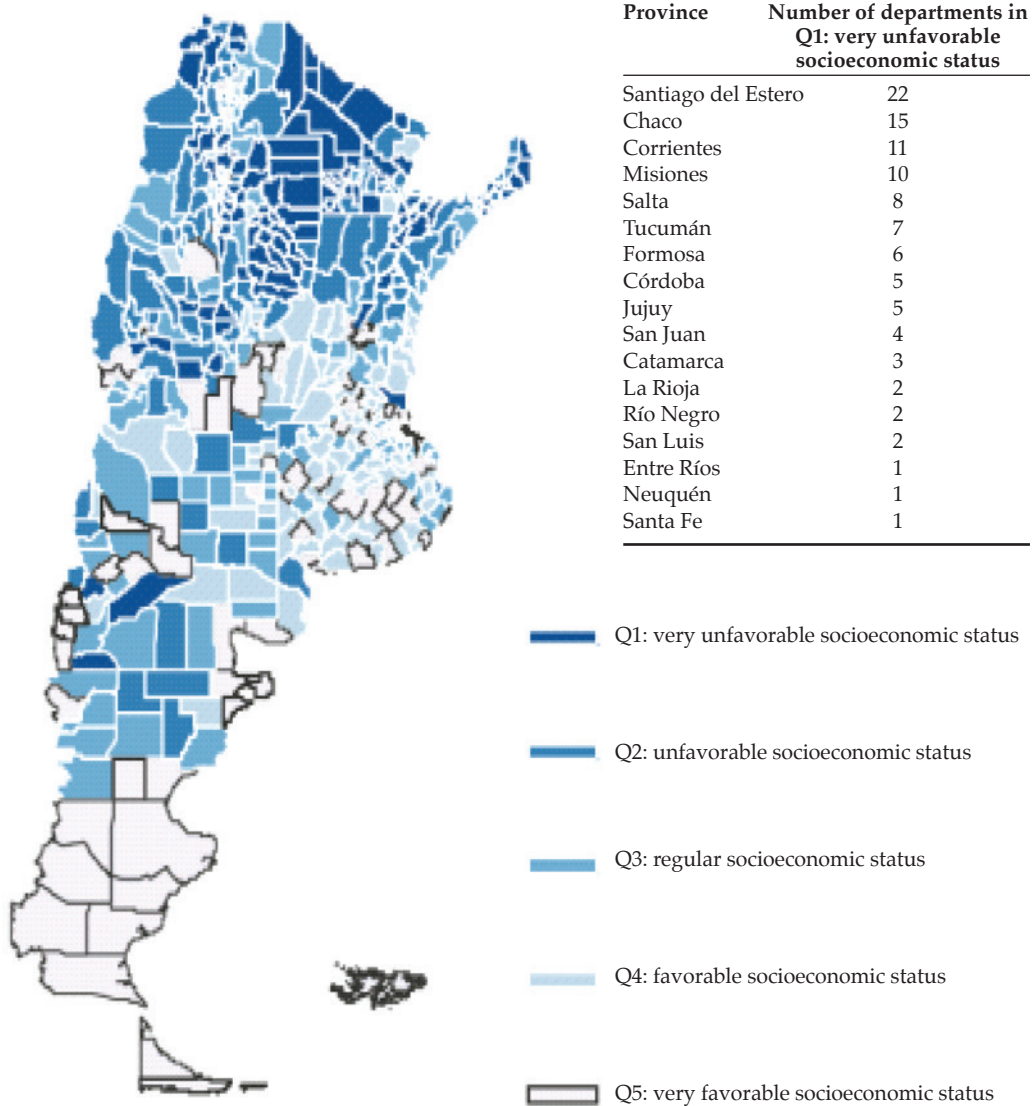 Province Number of departments in
Q1: very unfavorable
socioeconomic status
Santiago del Estero 22
Chaco 15
Corrientes 11
Misiones 10
Salta 8
Tucumán 7
Formosa 6
Córdoba 5
Jujuy 5
San Juan 4
Catamarca 3
La Rioja 2
Río Negro 2
San Luis 2
Entre Ríos 1
Neuquén 1
Santa Fe 1
Q1: very unfavorable socioeconomic status
Q2: unfavorable socioeconomic status
Q3: regular socioeconomic status
Q4: favorable socioeconomic status
Q5: very favorable socioeconomic status